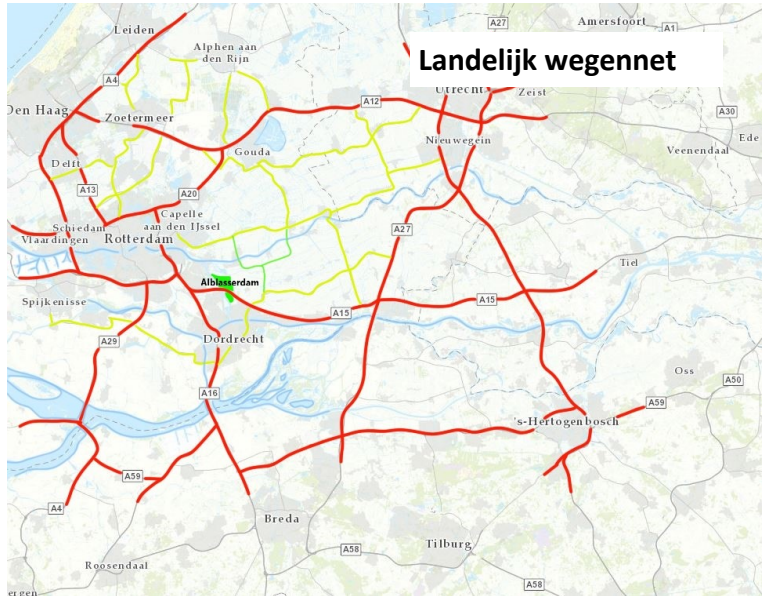 Leiden
A27
Amersfoort
A1
Alphen aan
den Rijn
Landelijk wegennet
A4
Utrecht
Zeist
Den Haag
Zoetermeer
A12
A30
Ede
Nieuwegein
Gouda
Veenendaal
Delft
A13
A20
Capelle
aan den IJssel
Schiedam
Vlaardingen
Rotterdam
A27
Tiel
Alblasserdam
Spijkenisse
A15
A15
Dordrecht
A29
Oss
A50
A16
A59
's-Hertogenbosch
A59
A4
Breda
Tilburg
A58
Roosendaal
A58
ergen